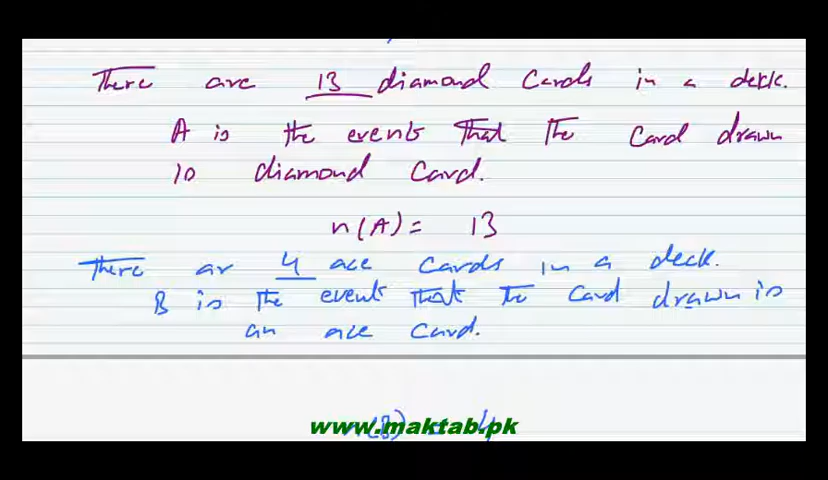 There are 13 diamond Cards in a deck.
A is the events that the Card drawn
is diamond Card.
n(A) = 13
There ar 4 ace Cards in a deck.
B is the event that the Card drawn is
an ace Card.
n(B) = 4
www.maktab.pk